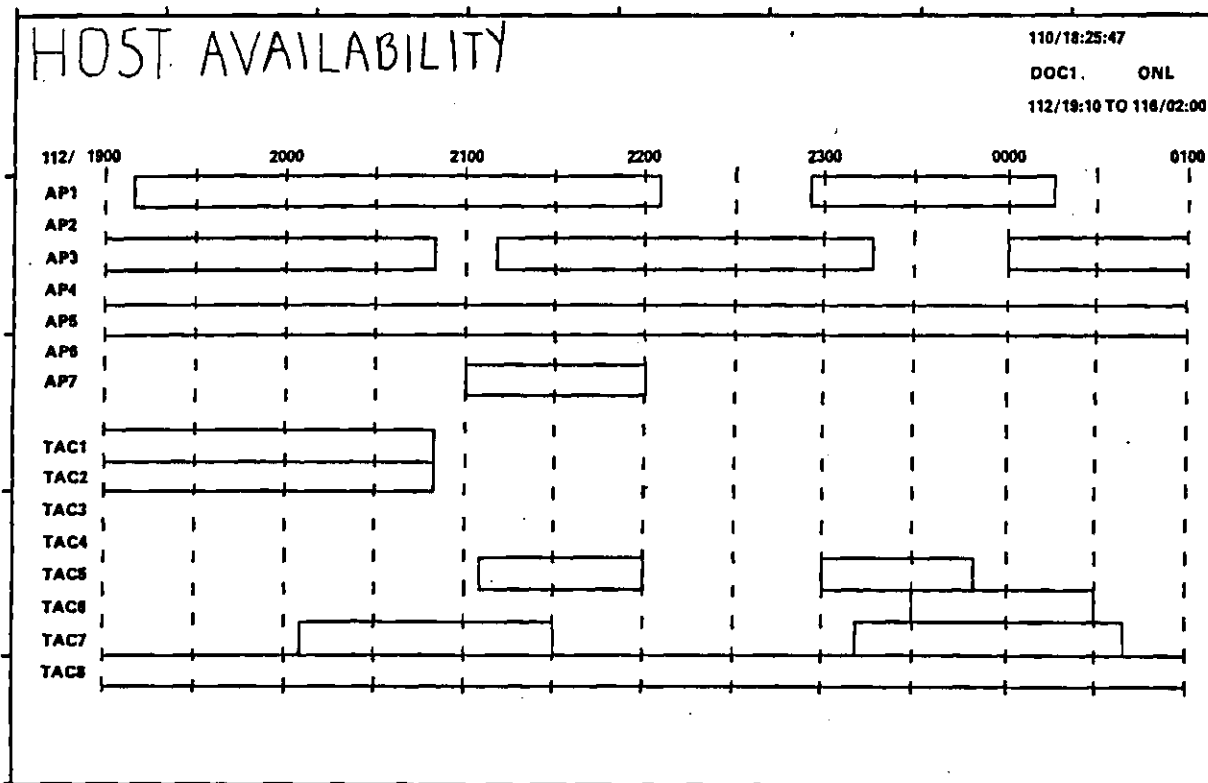 HOST AVAILABILITY
110/18:25:47
DOC1. ONL
112/19:10 TO 116/02:00
112/ 1900 2000 2100 2200 2300 0000 0100
AP1
AP2
AP3
AP4
AP5
AP6
AP7
TAC1
TAC2
TAC3
TAC4
TAC5
TAC6
TAC7
TAC8